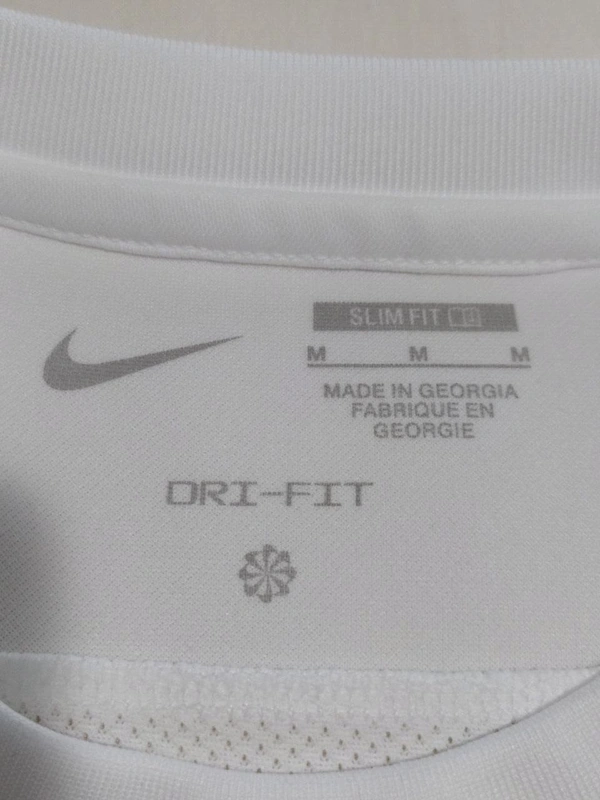 SLIM FIT
M M M
MADE IN GEORGIA
FABRIQUE EN
GEORGIE
DRI-FIT